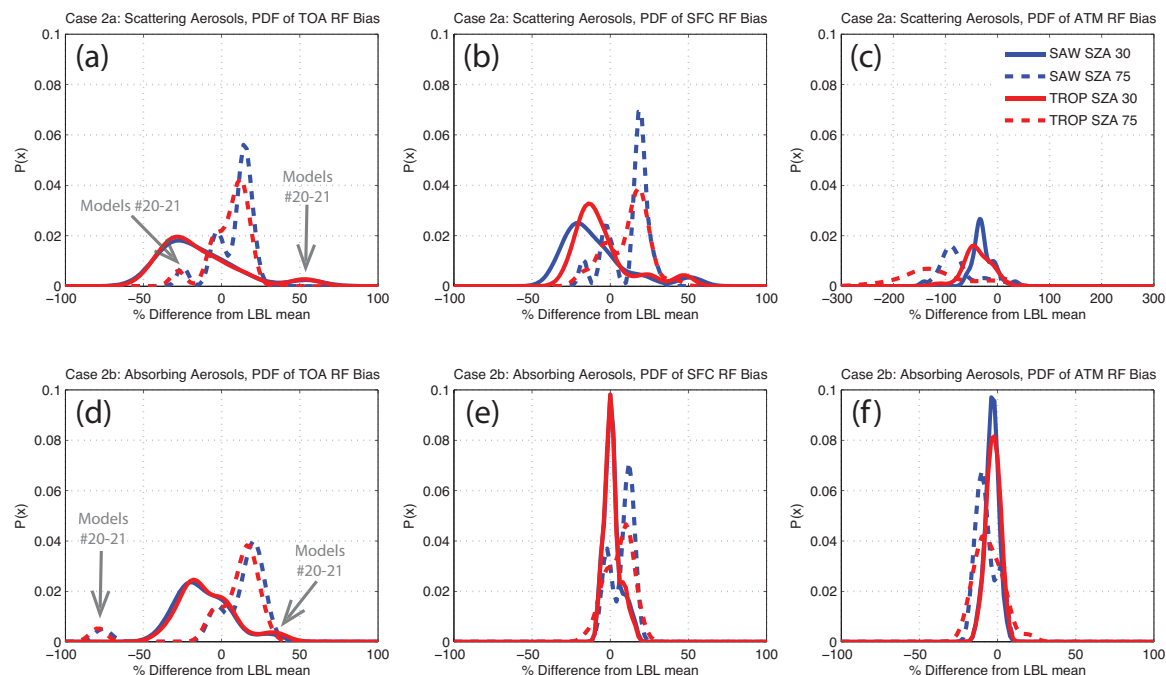 Case 2a: Scattering Aerosols, PDF of TOA RF Bias
(a)
0.1
0.08
0.06
0.04
0.02
0
P(x)
Models #20-21
Models
#20-21
−100
−50
0
50
100
% Difference from LBL mean
Case 2a: Scattering Aerosols, PDF of SFC RF Bias
(b)
0.1
0.08
0.06
0.04
0.02
0
P(x)
−100
−50
0
50
100
% Difference from LBL mean
Case 2a: Scattering Aerosols, PDF of ATM RF Bias
(c)
SAW SZA 30
SAW SZA 75
TROP SZA 30
TROP SZA 75
0.1
0.08
0.06
0.04
0.02
0
P(x)
−300
−200
−100
0
100
200
300
% Difference from LBL mean
Case 2b: Absorbing Aerosols, PDF of TOA RF Bias
(d)
0.1
0.08
0.06
0.04
0.02
0
P(x)
Models
#20-21
Models
#20-21
−100
−50
0
50
100
% Difference from LBL mean
Case 2b: Absorbing Aerosols, PDF of SFC RF Bias
(e)
0.1
0.08
0.06
0.04
0.02
0
P(x)
−100
−50
0
50
100
% Difference from LBL mean
Case 2b: Absorbing Aerosols, PDF of ATM RF Bias
(f)
0.1
0.08
0.06
0.04
0.02
0
P(x)
−100
−50
0
50
100
% Difference from LBL mean